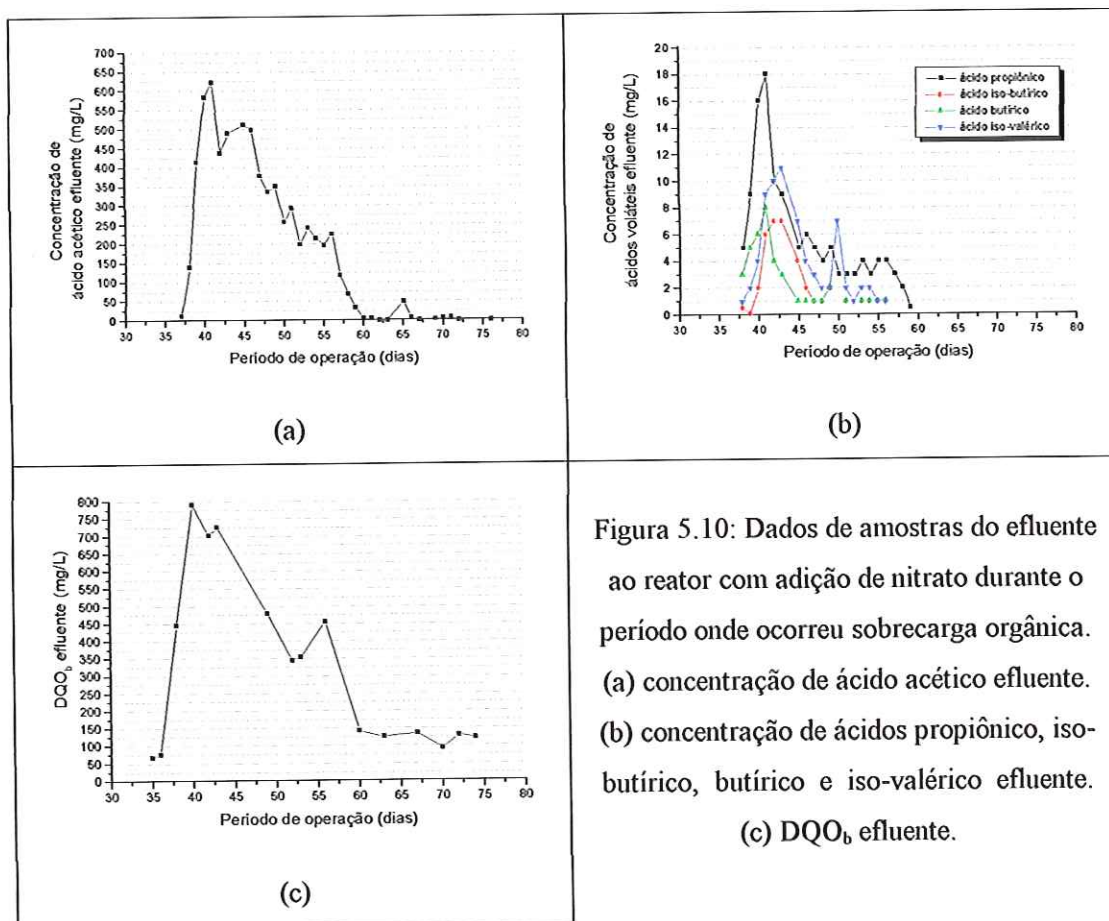 700
650
600
550
500
450
400
350
300
250
200
150
100
50
0
30 35 40 45 50 55 60 65 70 75 80
Concentração de
ácido acético efluente (mg/L)
Período de operação (dias)
(a)
20
18
16
14
12
10
8
6
4
2
0
30 35 40 45 50 55 60 65 70 75 80
Concentração de
ácidos voláteis efluente (mg/L)
ácido propiônico
ácido iso-butírico
ácido butírico
ácido iso-valérico
Período de operação (dias)
(b)
800
750
700
650
600
550
500
450
400
350
300
250
200
150
100
50
0
30 35 40 45 50 55 60 65 70 75 80
DQOb efluente (mg/L)
Período de operação (dias)
(c)
Figura 5.10: Dados de amostras do efluente
ao reator com adição de nitrato durante o
período onde ocorreu sobrecarga orgânica.
(a) concentração de ácido acético efluente.
(b) concentração de ácidos propiônico, iso-
butírico, butírico e iso-valérico efluente.
(c) DQOb efluente.